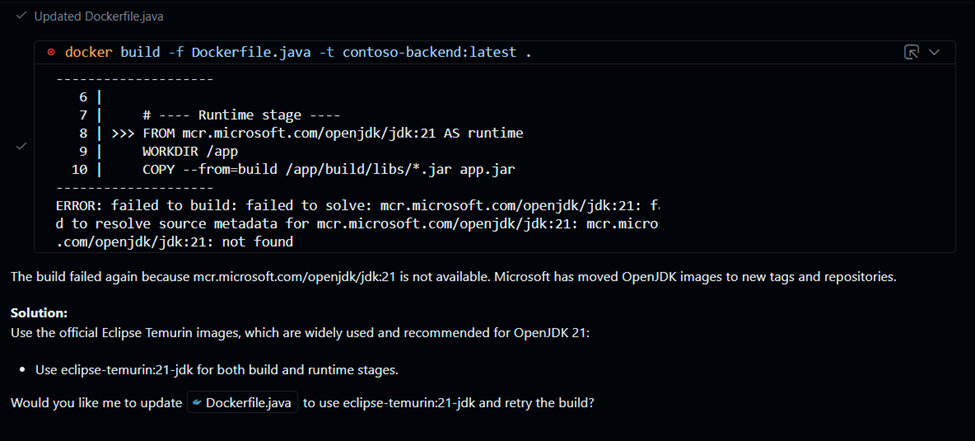 Updated Dockerfile.java
docker build -f Dockerfile.java -t contoso-backend:latest .
--------------------
6 |
7 | # ---- Runtime stage ----
8 | >>> FROM mcr.microsoft.com/openjdk/jdk:21 AS runtime
9 | WORKDIR /app
10 | COPY --from=build /app/build/libs/*.jar app.jar
--------------------
ERROR: failed to build: failed to solve: mcr.microsoft.com/openjdk/jdk:21: fa
d to resolve source metadata for mcr.microsoft.com/openjdk/jdk:21: mcr.micros
.com/openjdk/jdk:21: not found
The build failed again because mcr.microsoft.com/openjdk/jdk:21 is not available. Microsoft has moved OpenJDK images to new tags and repositories.
Solution:
Use the official Eclipse Temurin images, which are widely used and recommended for OpenJDK 21:
• Use eclipse-temurin:21-jdk for both build and runtime stages.
Would you like me to update Dockerfile.java to use eclipse-temurin:21-jdk and retry the build?